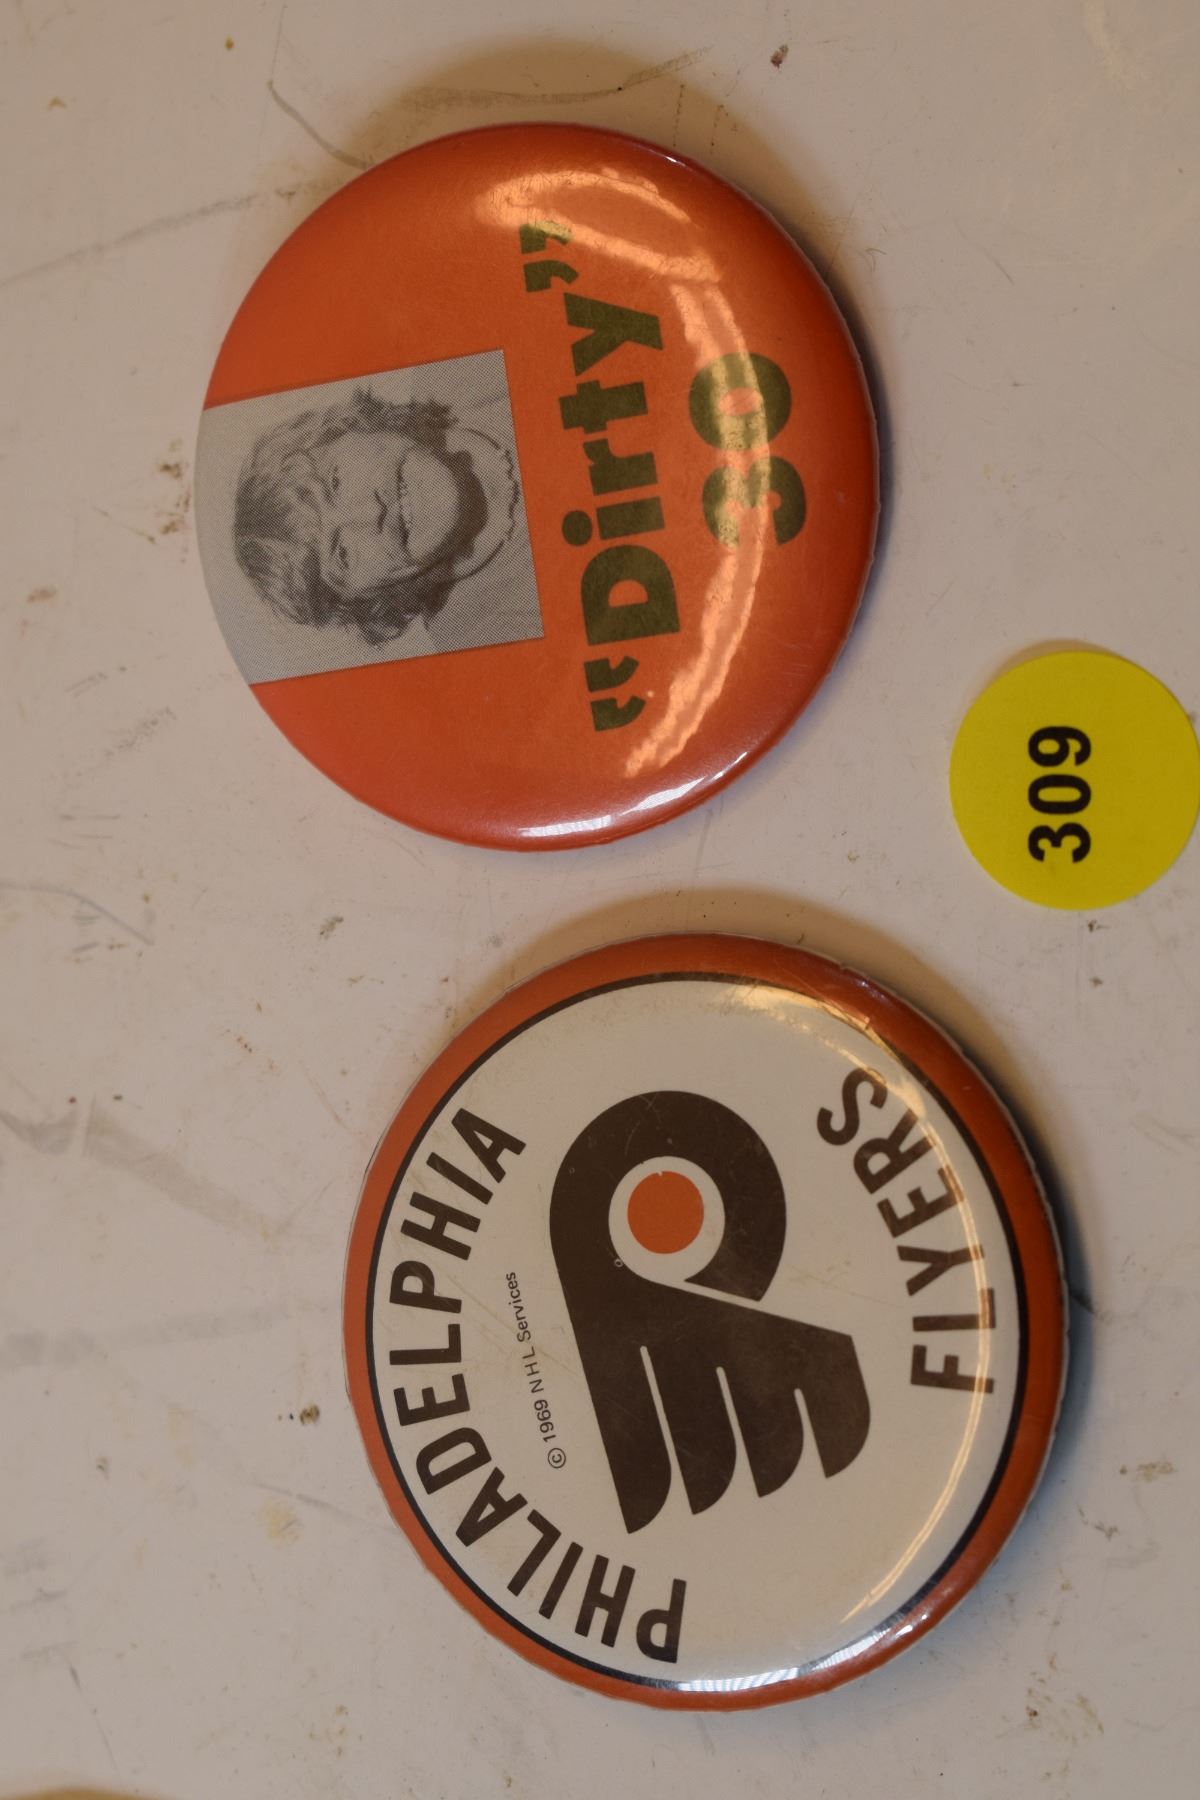 "Dirty"
30
309
PHILADELPHIA
© 1969 NHL Services
FLYERS